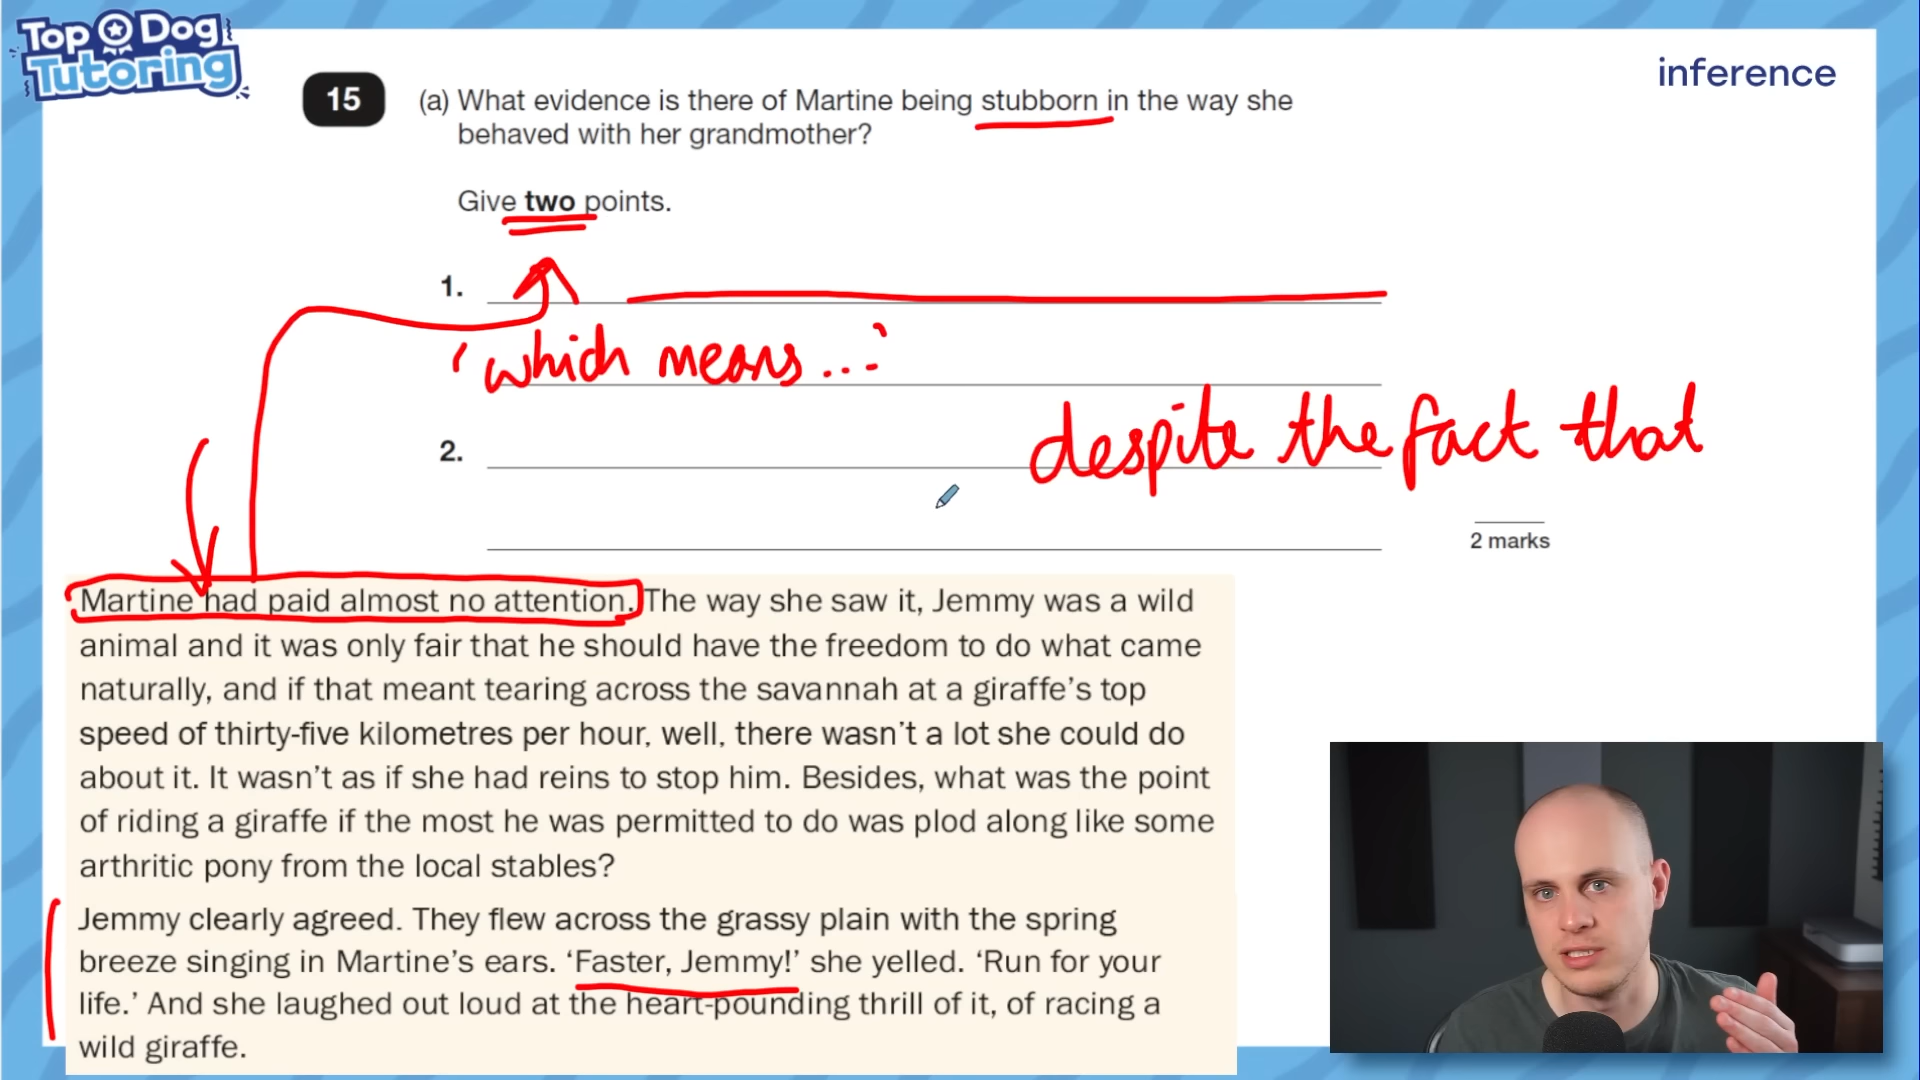 Top Dog
Tutoring
inference
15 (a) What evidence is there of Martine being stubborn in the way she
behaved with her grandmother?
Give two points.
1.
'which means...'
despite the fact that
2.
2 marks
Martine had paid almost no attention. The way she saw it, Jemmy was a wild
animal and it was only fair that he should have the freedom to do what came
naturally, and if that meant tearing across the savannah at a giraffe's top
speed of thirty-five kilometres per hour, well, there wasn't a lot she could do
about it. It wasn't as if she had reins to stop him. Besides, what was the point
of riding a giraffe if the most he was permitted to do was plod along like some
arthritic pony from the local stables?
Jemmy clearly agreed. They flew across the grassy plain with the spring
breeze singing in Martine's ears. 'Faster, Jemmy!' she yelled. 'Run for your
life.' And she laughed out loud at the heart-pounding thrill of it, of racing a
wild giraffe.